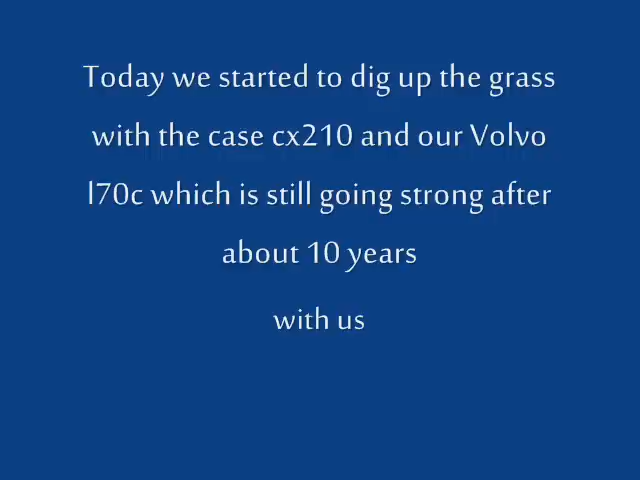 Today we started to dig up the grass
with the case cx210 and our Volvo
l70c which is still going strong after
about 10 years
with us